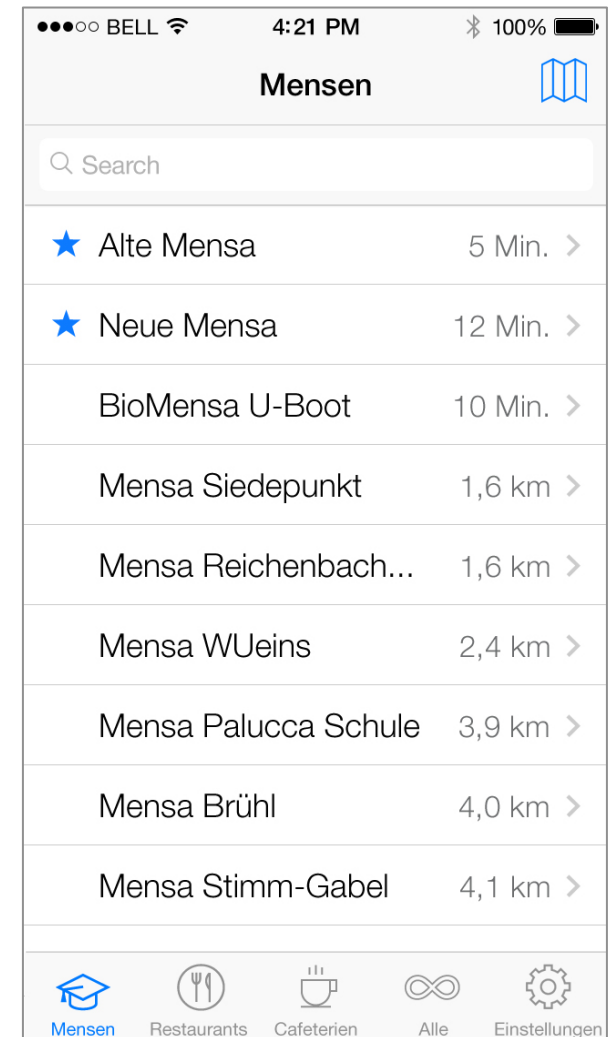 BELL 4:21 PM 100%
Mensen
Search
Alte Mensa 5 Min.
Neue Mensa 12 Min.
BioMensa U-Boot 10 Min.
Mensa Siedepunkt 1,6 km
Mensa Reichenbach... 1,6 km
Mensa WUeins 2,4 km
Mensa Palucca Schule 3,9 km
Mensa Brühl 4,0 km
Mensa Stimm-Gabel 4,1 km
Mensen Restaurants Cafeterien Alle Einstellungen